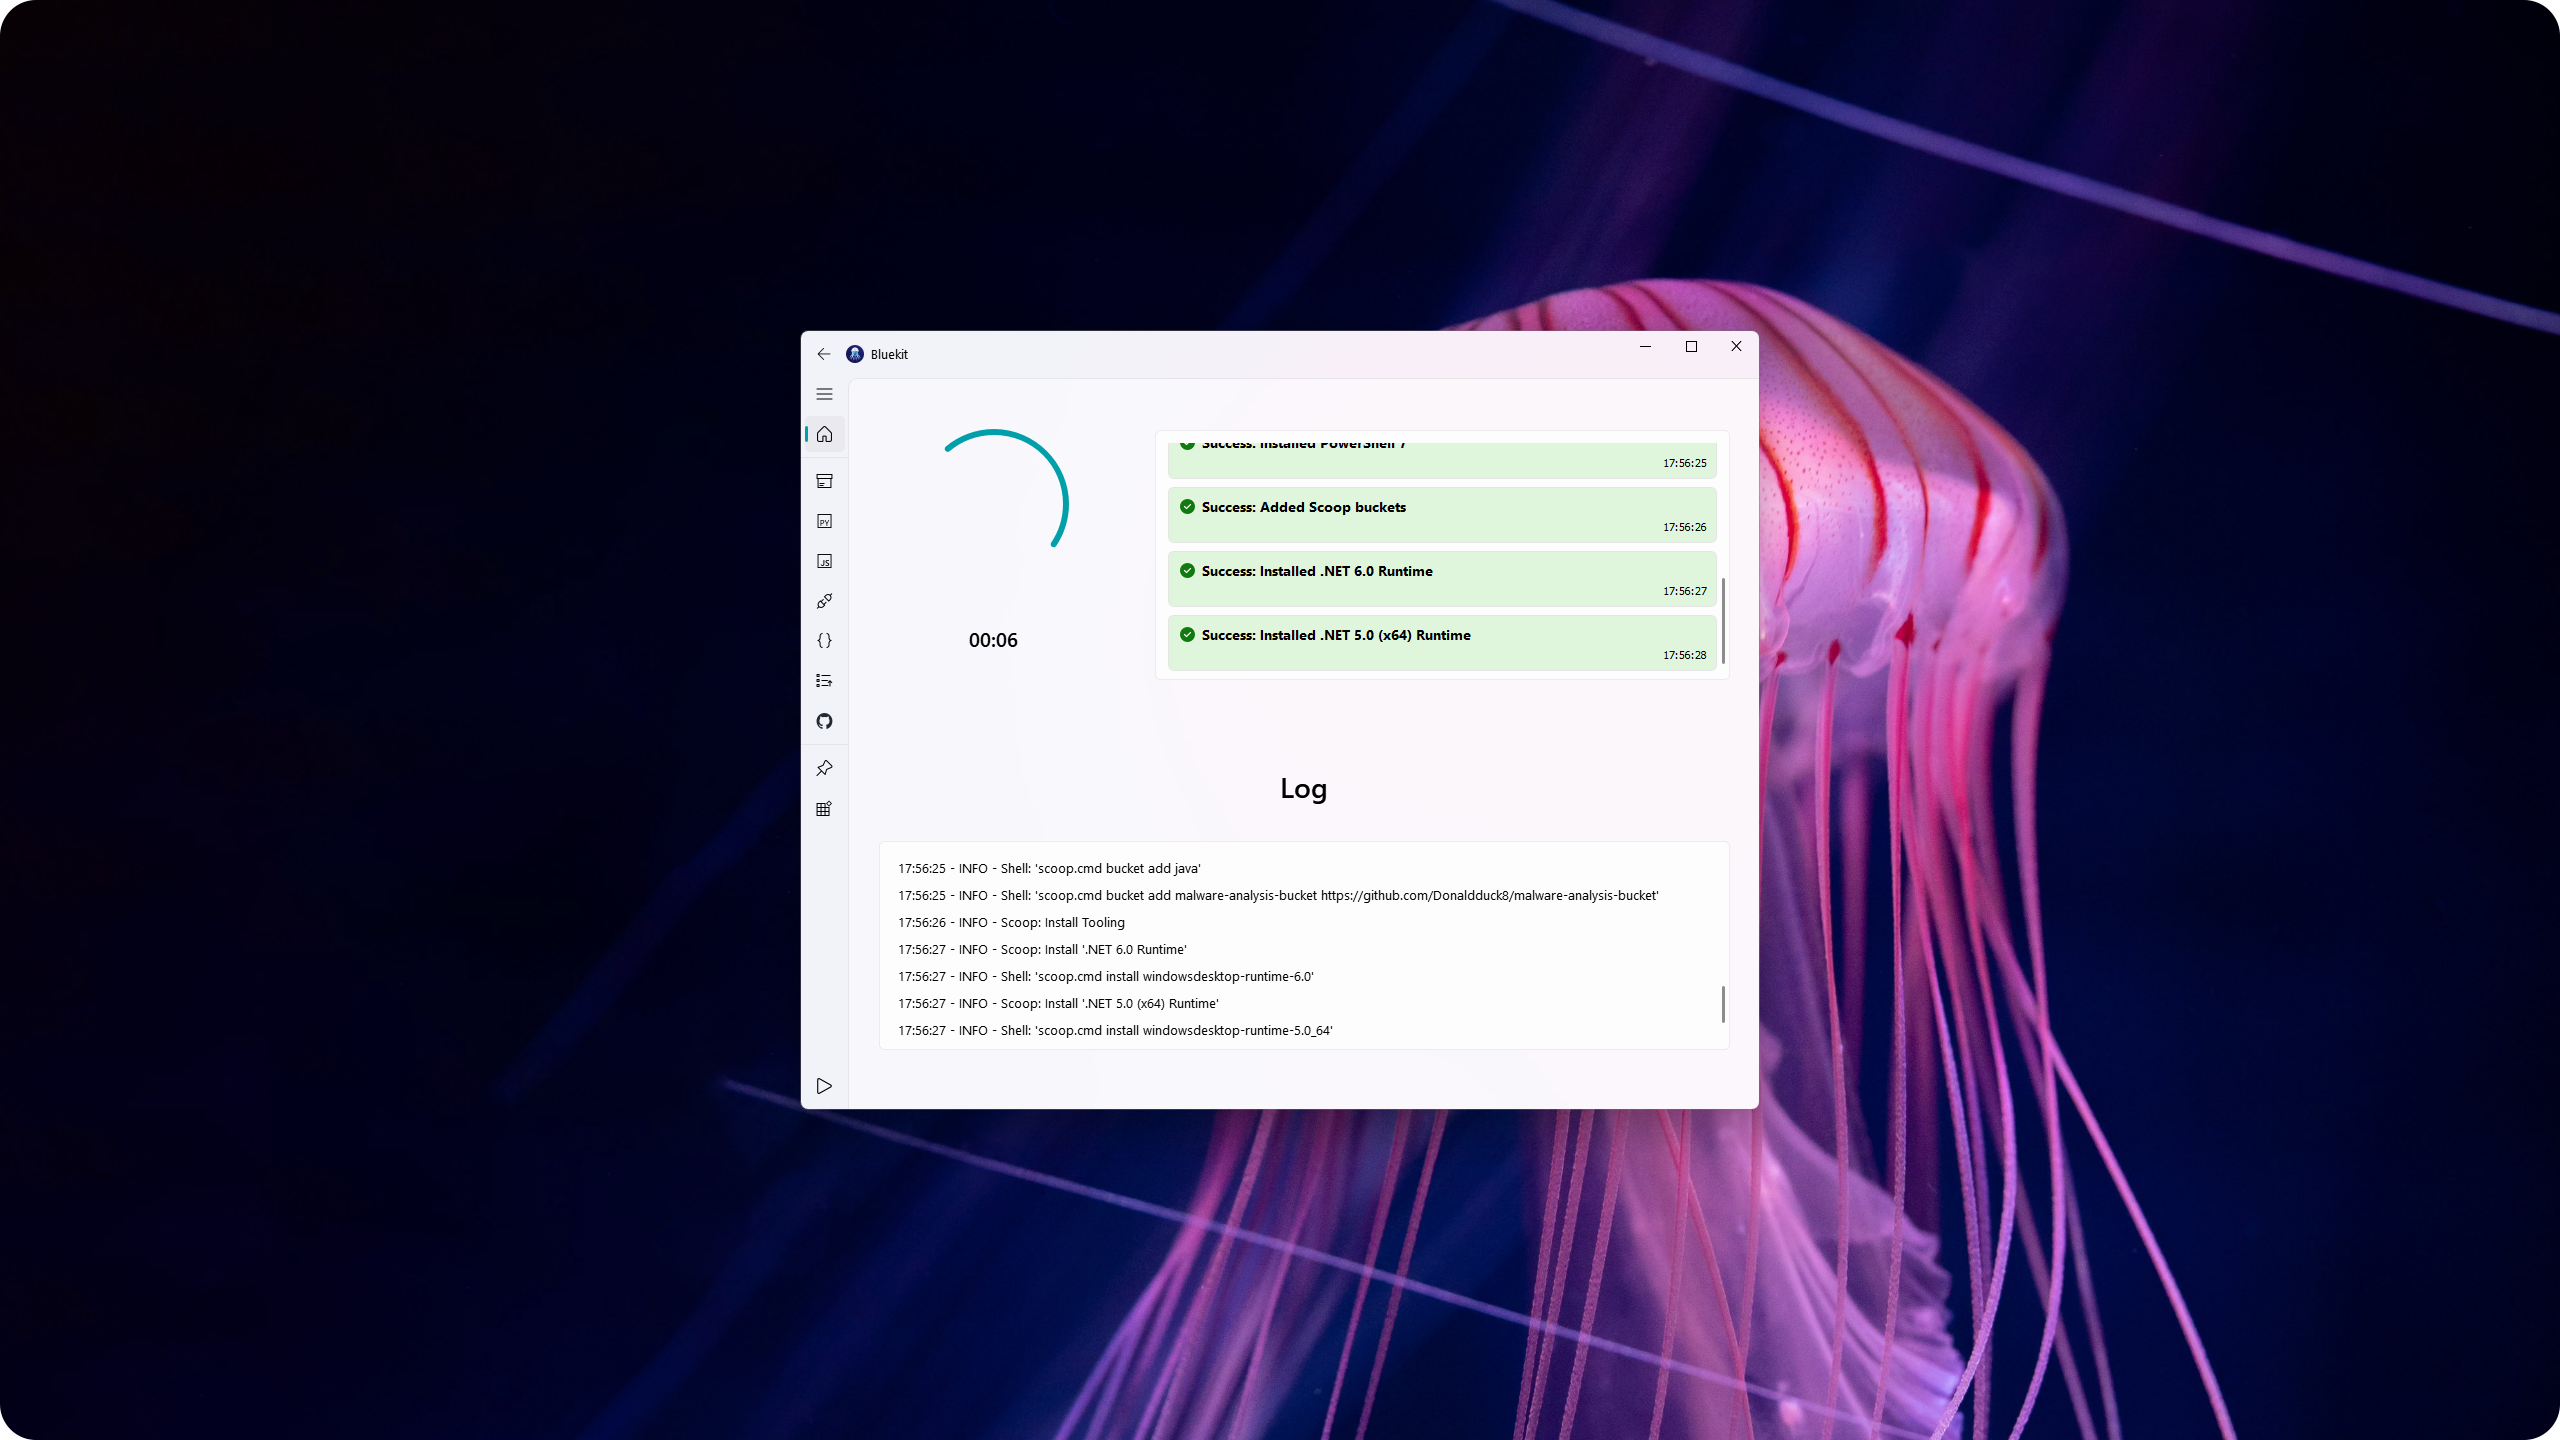 Bluekit
Success: Installed PowerShell 7
17:56:25
Success: Added Scoop buckets
17:56:26
Success: Installed .NET 6.0 Runtime
17:56:27
Success: Installed .NET 5.0 (x64) Runtime
17:56:28
PY
JS
00:06
Log
17:56:25 - INFO - Shell: 'scoop.cmd bucket add java'
17:56:25 - INFO - Shell: 'scoop.cmd bucket add malware-analysis-bucket https://github.com/Donaldduck8/malware-analysis-bucket'
17:56:26 - INFO - Scoop: Install Tooling
17:56:27 - INFO - Scoop: Install '.NET 6.0 Runtime'
17:56:27 - INFO - Shell: 'scoop.cmd install windowsdesktop-runtime-6.0'
17:56:27 - INFO - Scoop: Install '.NET 5.0 (x64) Runtime'
17:56:27 - INFO - Shell: 'scoop.cmd install windowsdesktop-runtime-5.0_64'